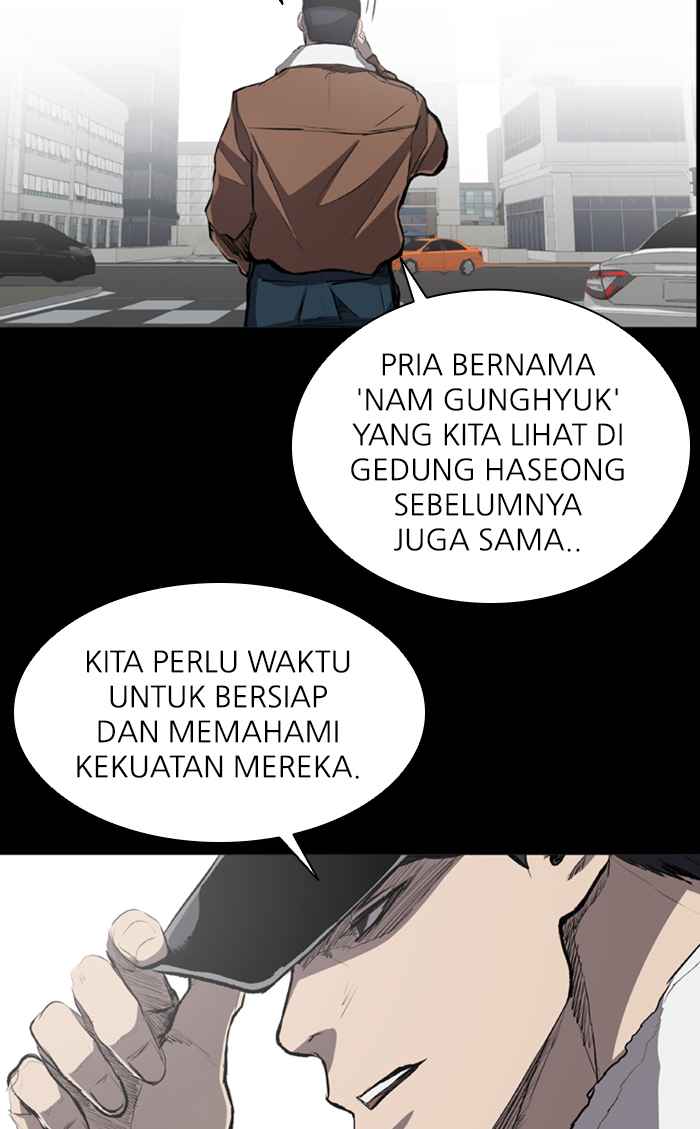 PRIA BERNAMA
'NAM GUNGHYUK'
YANG KITA LIHAT DI
GEDUNG HASEONG
SEBELUMNYA
JUGA SAMA..
KITA PERLU WAKTU
UNTUK BERSIAP
DAN MEMAHAMI
KEKUATAN MEREKA.